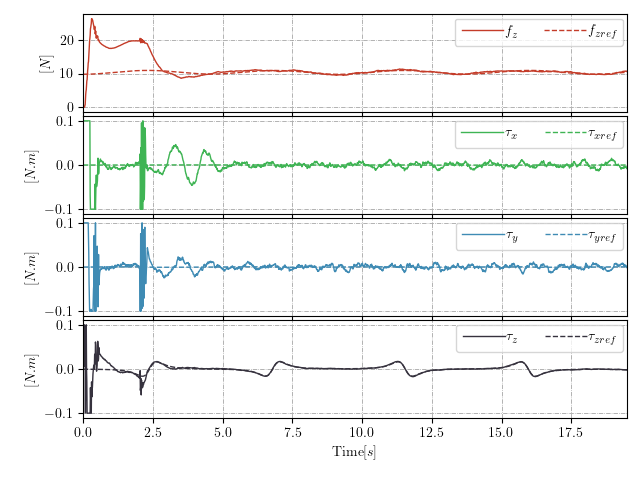 f_z f_zref
20
10
0
[N]
τ_x τ_xref
0.1
0.0
−0.1
[N.m]
τ_y τ_yref
0.1
0.0
−0.1
[N.m]
τ_z τ_zref
0.1
0.0
−0.1
[N.m]
0.0 2.5 5.0 7.5 10.0 12.5 15.0 17.5
Time[s]